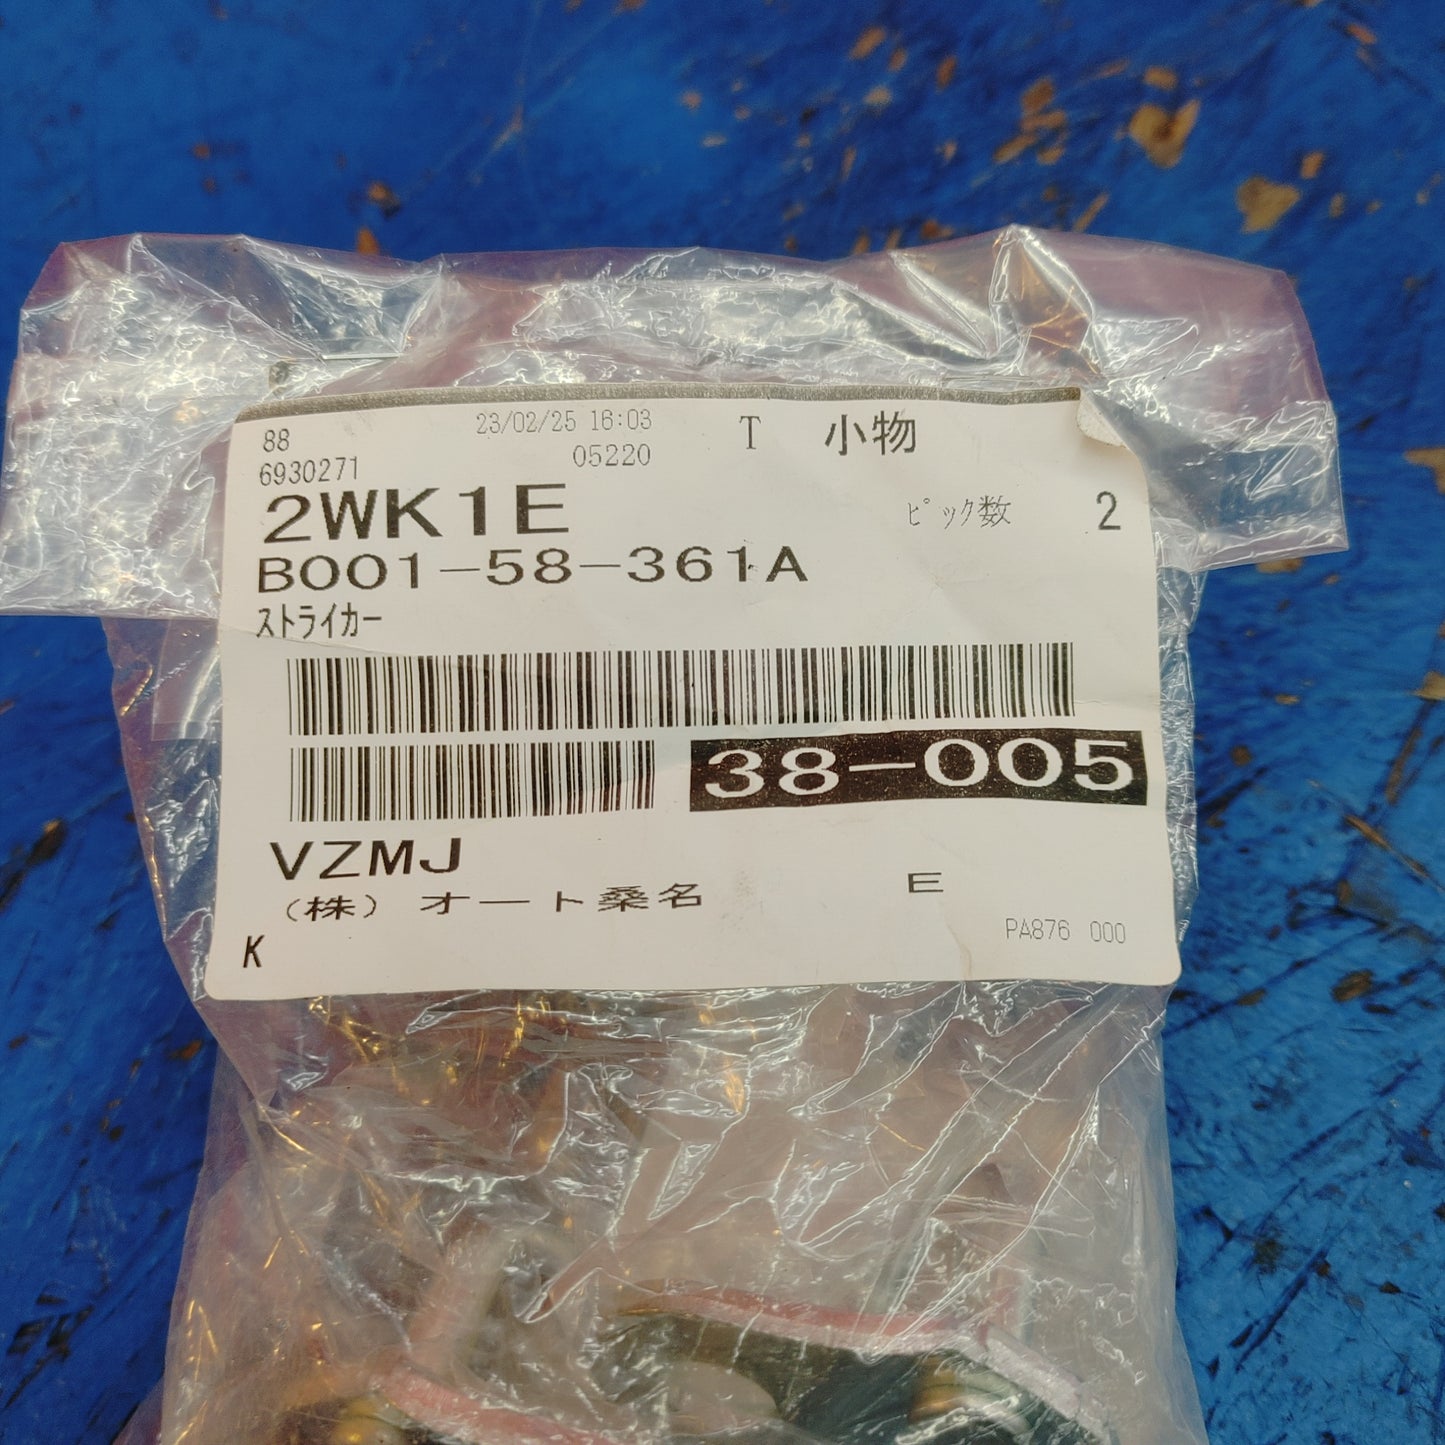 88 23/02/25 16:03 T 小物
6930271 05220
2WK1E ﾋﾟｯｸ数 2
B001-58-361A
ｽﾄﾗｲｶｰ
38-005
VZMJ
（株） オート桑名 E
PA876 000
K